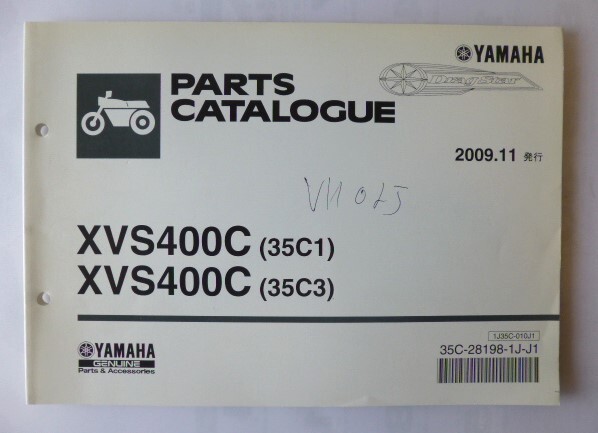 YAMAHA
DragStar
PARTS
CATALOGUE
2009.11 発行
XVS400C (35C1)
XVS400C (35C3)
YAMAHA
GENUINE
Parts & Accessories
1J35C-010J1
35C-28198-1J-J1